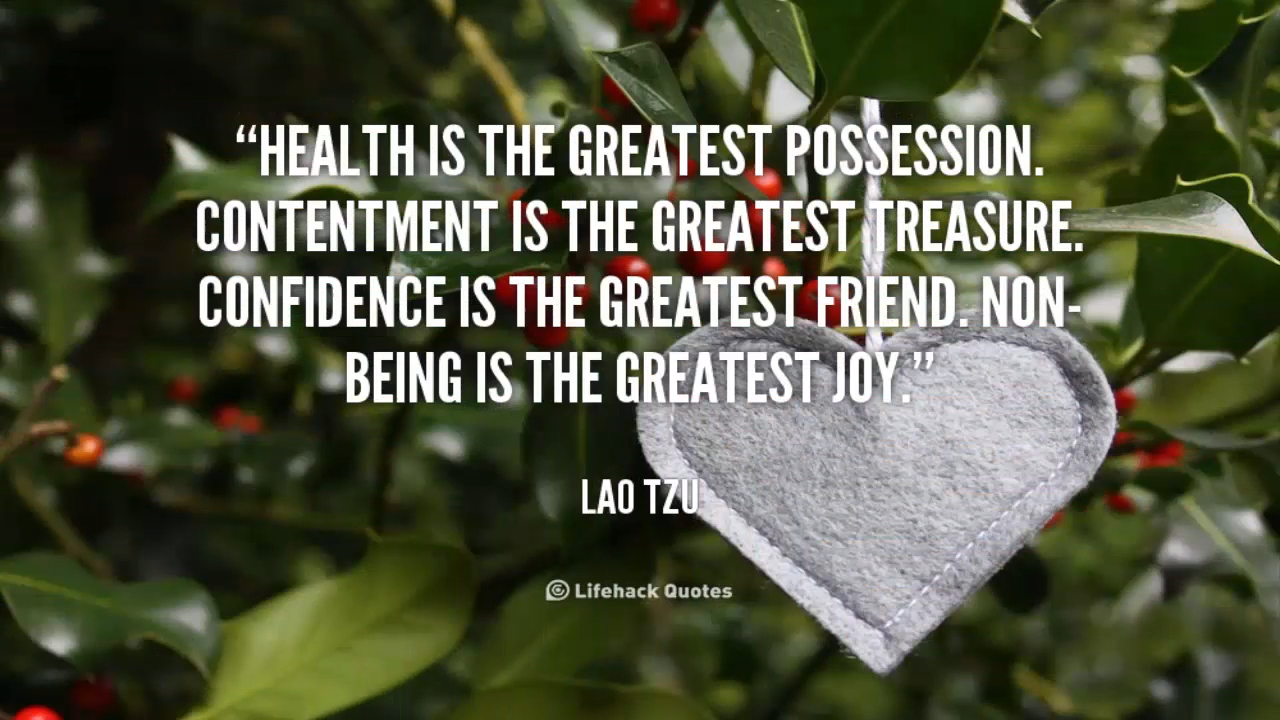 “HEALTH IS THE GREATEST POSSESSION.
CONTENTMENT IS THE GREATEST TREASURE.
CONFIDENCE IS THE GREATEST FRIEND. NON-
BEING IS THE GREATEST JOY.”
LAO TZU
Lifehack Quotes